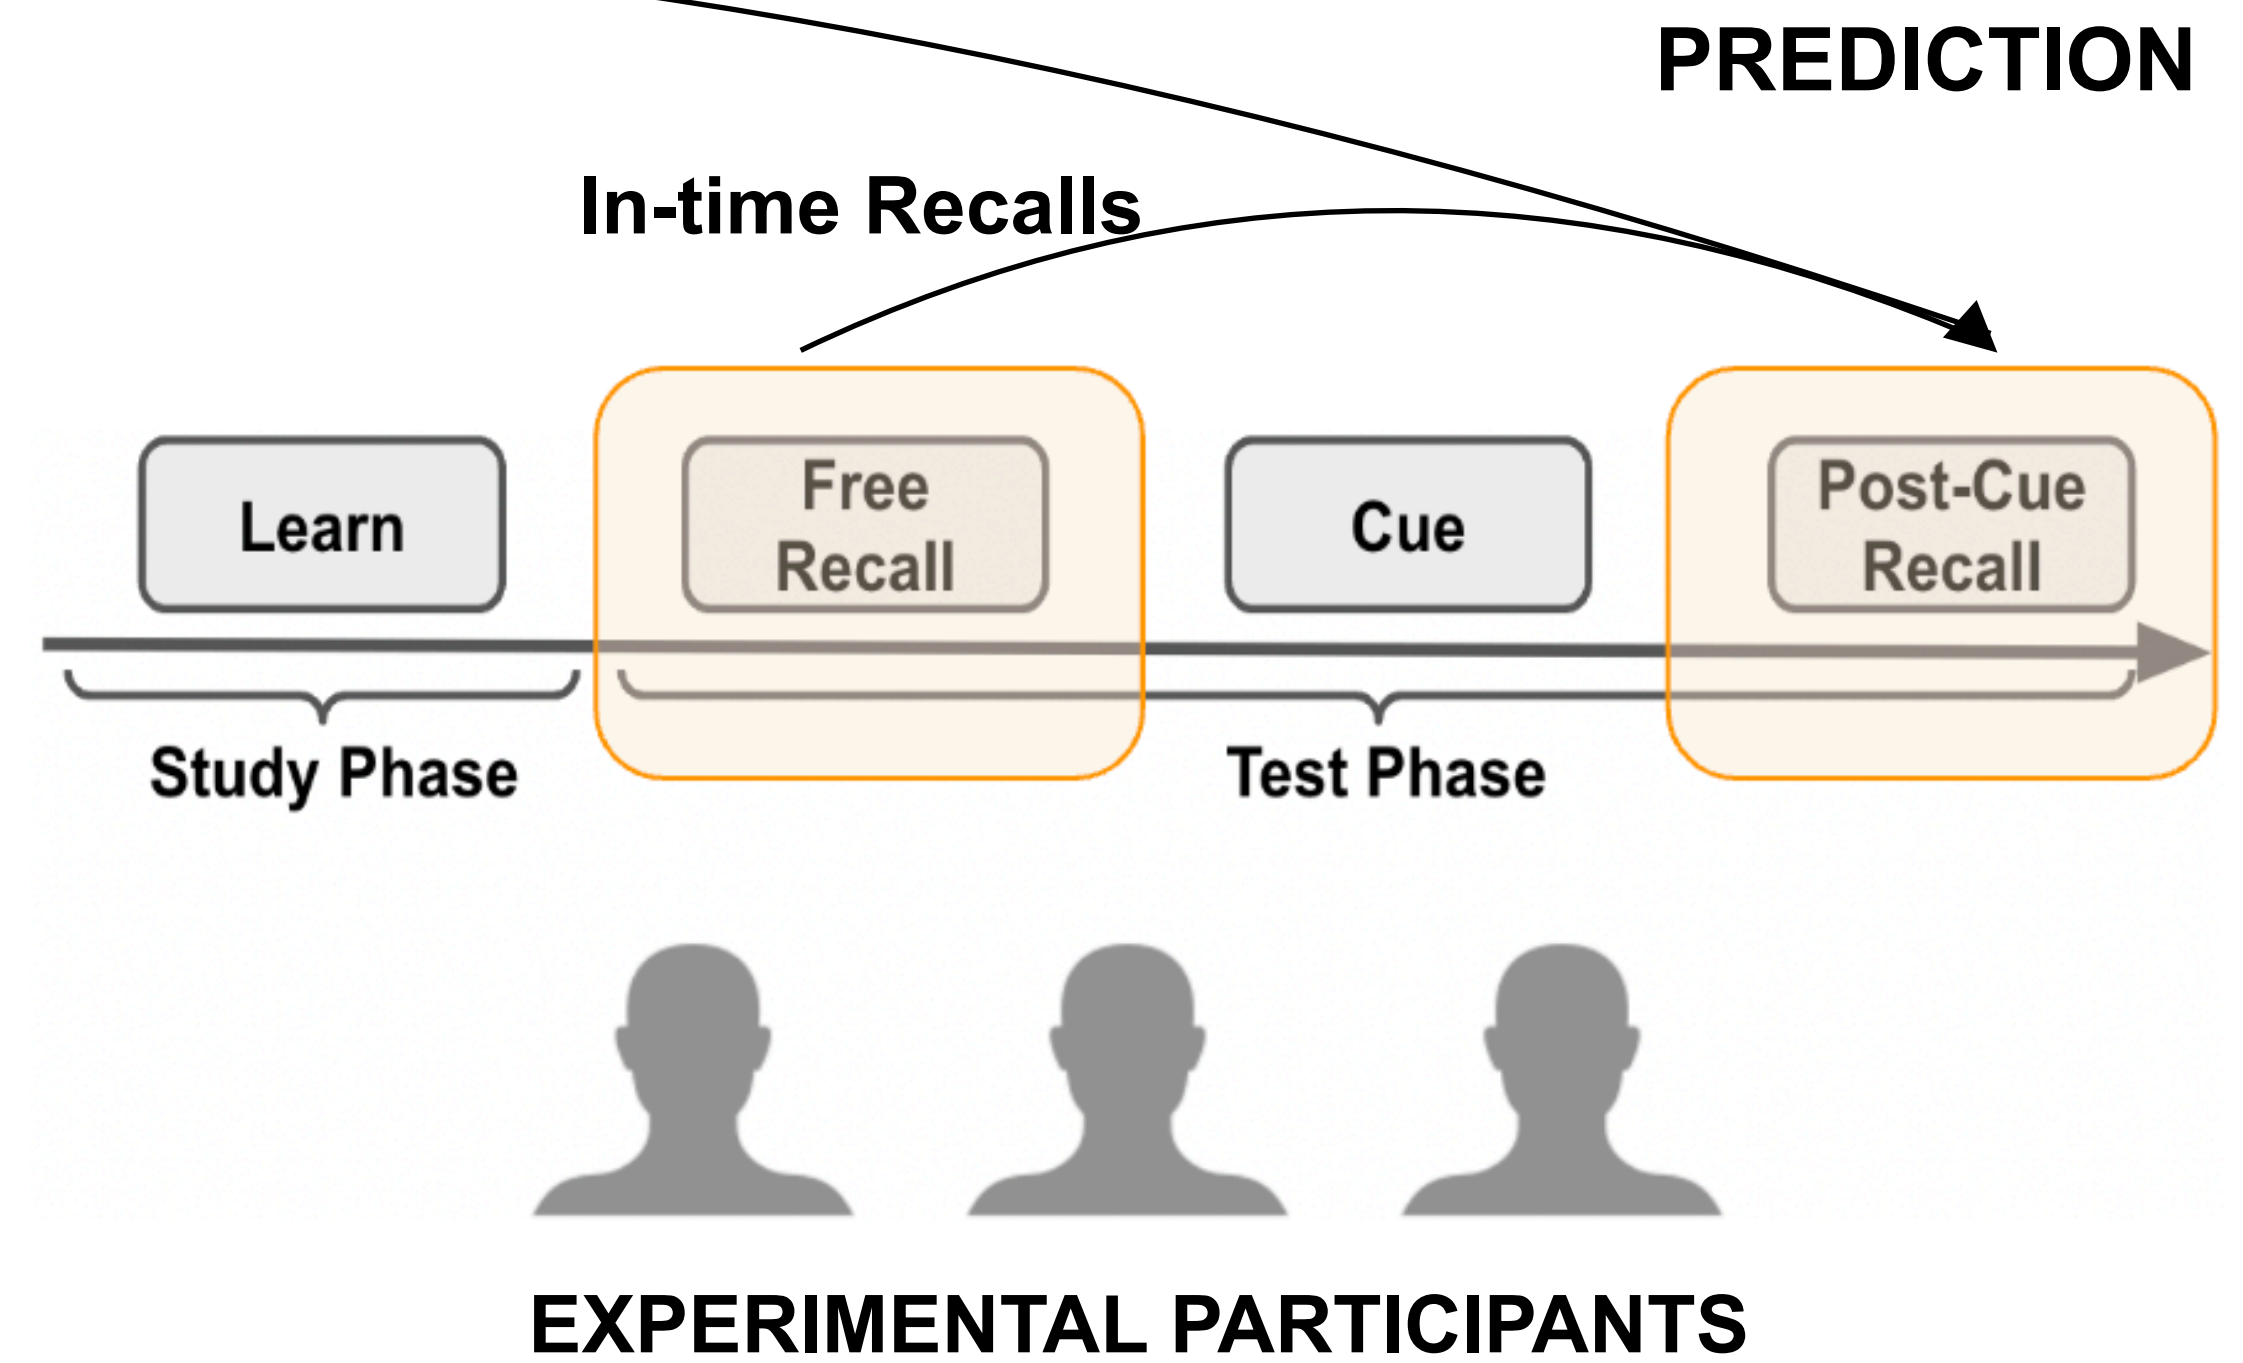 PREDICTION
In-time Recalls
Learn
Free
Recall
Cue
Post-Cue
Recall
Study Phase
Test Phase
EXPERIMENTAL PARTICIPANTS